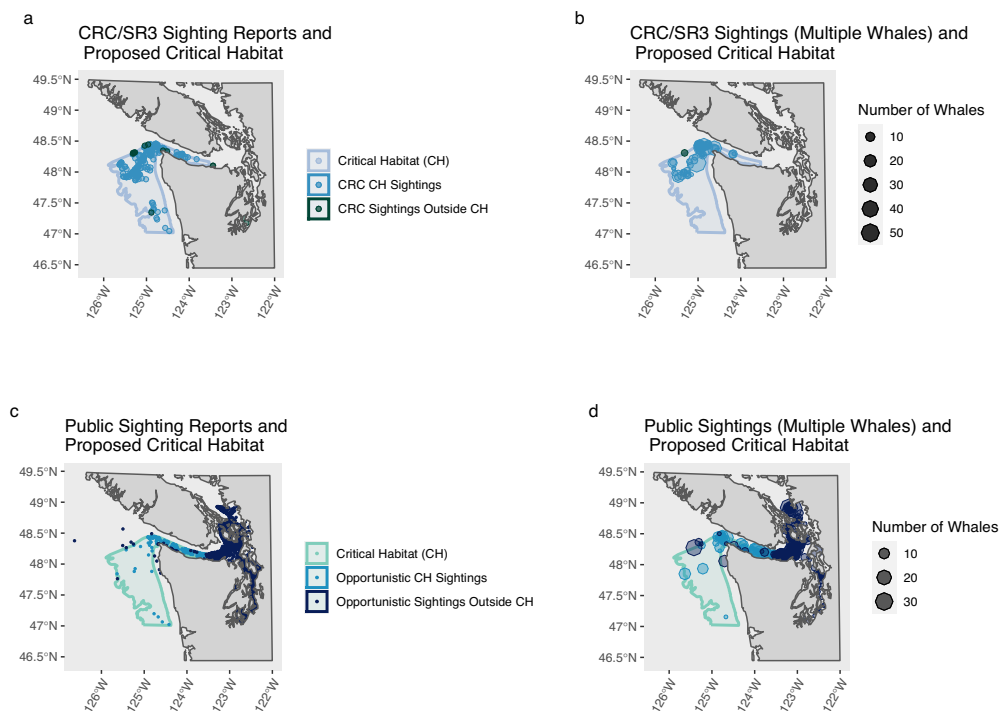 a
CRC/SR3 Sighting Reports and
Proposed Critical Habitat
49.5°N
49°N
48.5°N
48°N
47.5°N
47°N
46.5°N
126°W
125°W
124°W
123°W
122°W
Critical Habitat (CH)
CRC CH Sightings
CRC Sightings Outside CH
b
CRC/SR3 Sightings (Multiple Whales) and
Proposed Critical Habitat
49.5°N
49°N
48.5°N
48°N
47.5°N
47°N
46.5°N
126°W
125°W
124°W
123°W
122°W
Number of Whales
10
20
30
40
50
c
Public Sighting Reports and
Proposed Critical Habitat
49.5°N
49°N
48.5°N
48°N
47.5°N
47°N
46.5°N
126°W
125°W
124°W
123°W
122°W
Critical Habitat (CH)
Opportunistic CH Sightings
Opportunistic Sightings Outside CH
d
Public Sightings (Multiple Whales) and
Proposed Critical Habitat
49.5°N
49°N
48.5°N
48°N
47.5°N
47°N
46.5°N
126°W
125°W
124°W
123°W
122°W
Number of Whales
10
20
30